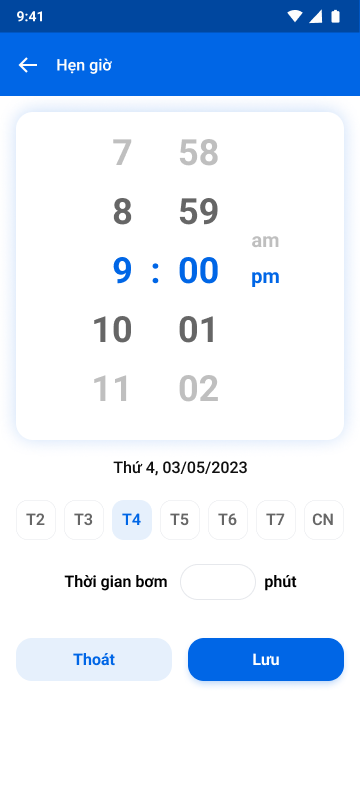 9:41
Hẹn giờ
7 58
8 59
am
9 : 00
pm
10 01
11 02
Thứ 4, 03/05/2023
T2 T3 T4 T5 T6 T7 CN
Thời gian bơm phút
Thoát Lưu